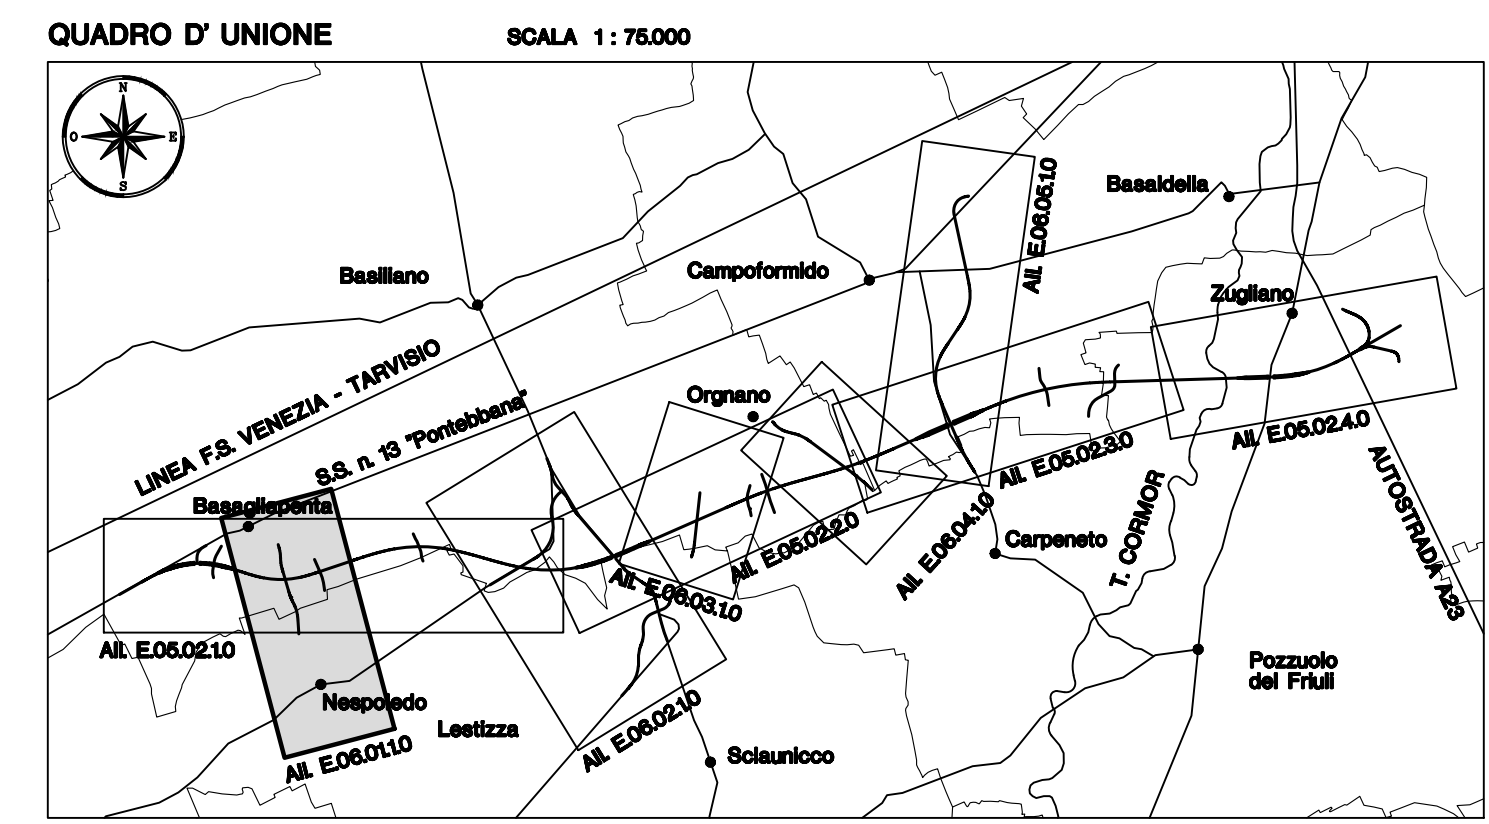 QUADRO D' UNIONE
SCALA 1 : 75.000
N
O
E
S
Basaldella
All. E.06.05.1.0
Basiliano
Campoformido
Zugliano
LINEA F.S. VENEZIA - TARVISIO
S.S. n. 13 "Pontebbana"
Orgnano
All. E.05.02.4.0
All. E.05.02.3.0
AUTOSTRADA A23
Basagliapenta
T. CORMOR
All. E.05.02.2.0
All. E.06.04.1.0
Carpeneto
All. E.06.03.1.0
All. E.05.02.1.0
Pozzuolo
del Friuli
Nespoledo
Lestizza
All. E.06.02.1.0
All. E.06.01.1.0
Sclaunicco